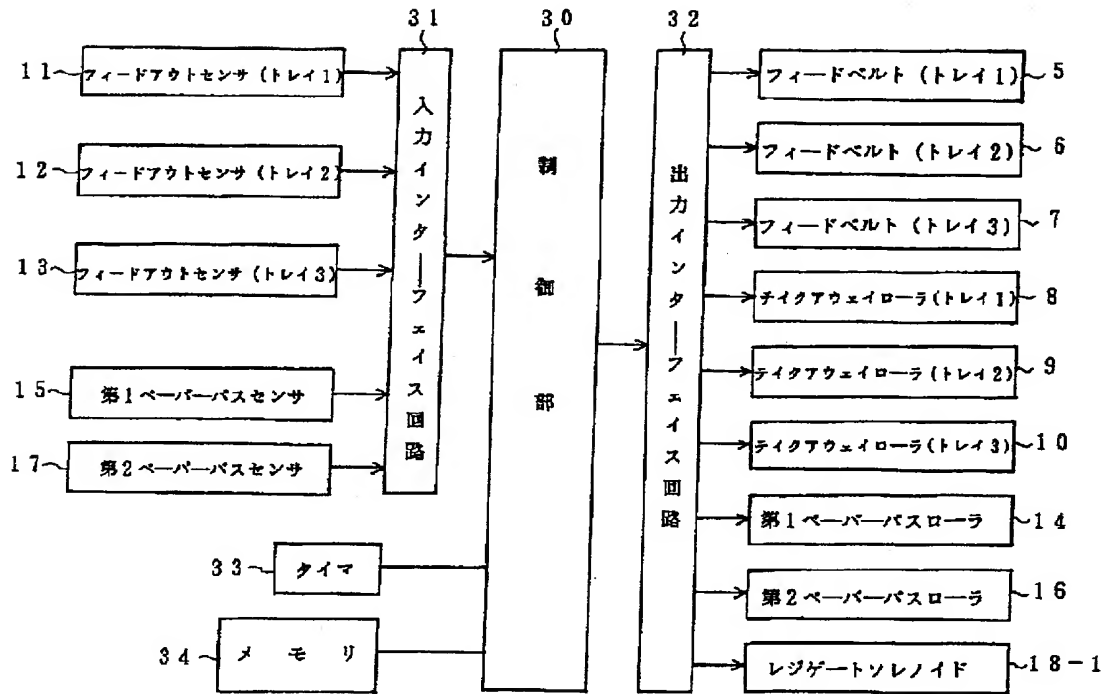 31
30
32
11
フィードアウトセンサ(トレイ1)
12
フィードアウトセンサ(トレイ2)
13
フィードアウトセンサ(トレイ3)
15
第1ペーパーパスセンサ
17
第2ペーパーパスセンサ
33
タイマ
34
メモリ
入力インターフェイス回路
制御部
出力インターフェイス回路
フィードベルト(トレイ1)
5
フィードベルト(トレイ2)
6
フィードベルト(トレイ3)
7
テイクアウェイローラ(トレイ1)
8
テイクアウェイローラ(トレイ2)
9
テイクアウェイローラ(トレイ3)
10
第1ペーパーパスローラ
14
第2ペーパーパスローラ
16
レジゲートソレノイド
18-1